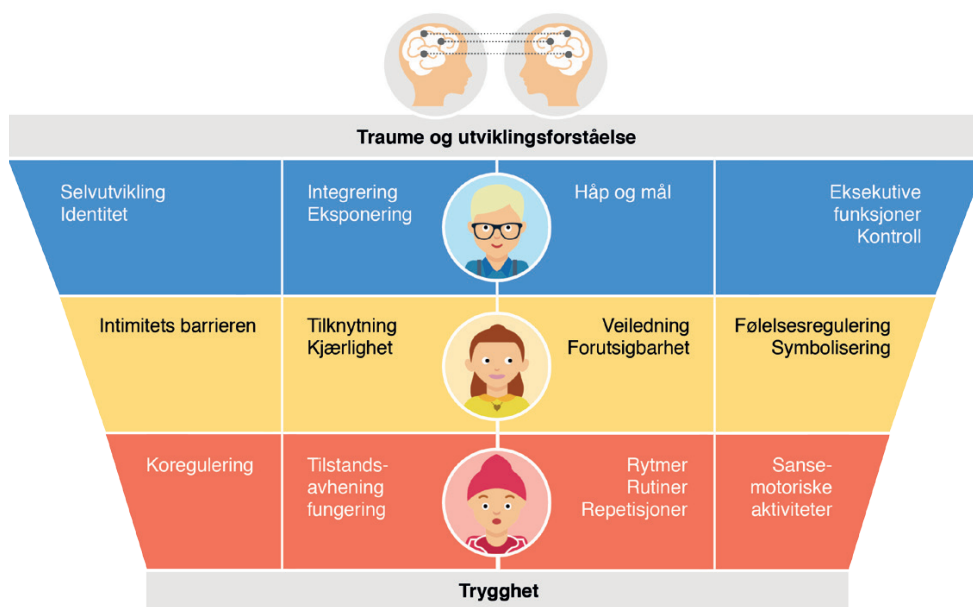 Traume og utviklingsforståelse
Selvutvikling
Identitet
Integrering
Eksponering
Håp og mål
Eksekutive
funksjoner
Kontroll
Intimitets barrieren
Tilknytning
Kjærlighet
Veiledning
Forutsigbarhet
Følelsesregulering
Symbolisering
Koregulering
Tilstands-
avhening
fungering
Rytmer
Rutiner
Repetisjoner
Sanse-
motoriske
aktiviteter
Trygghet